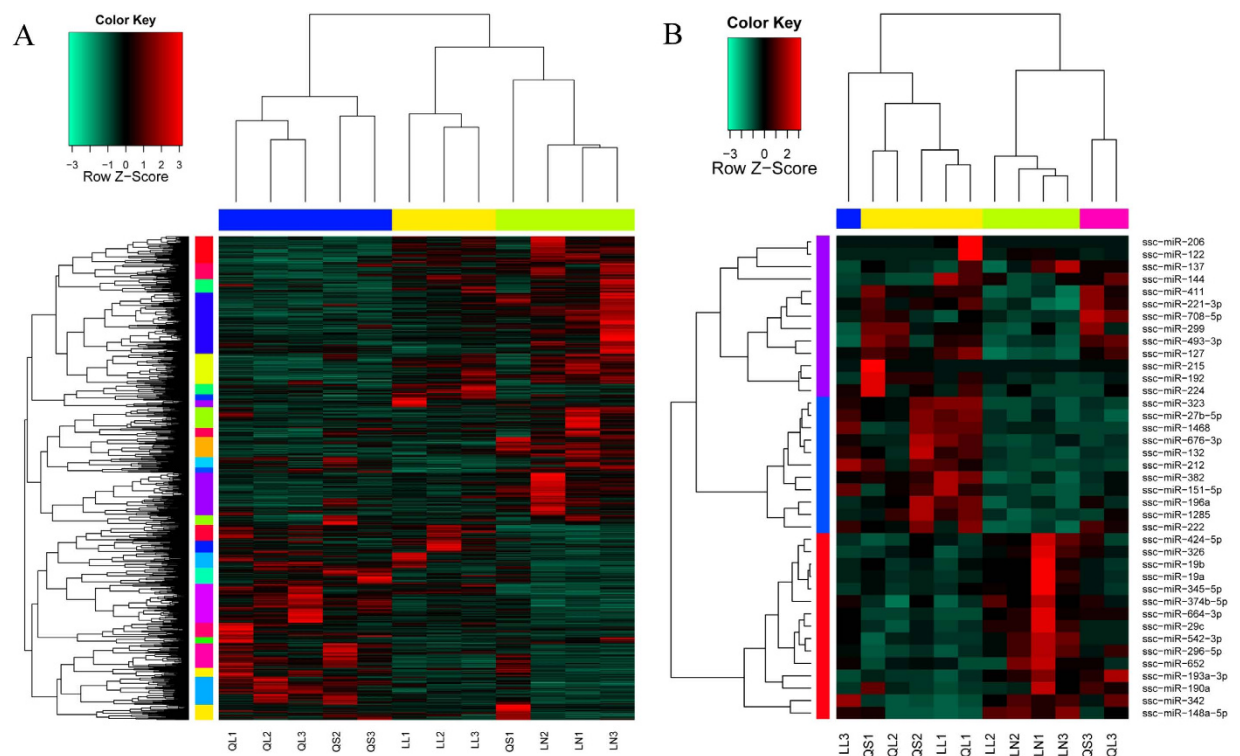 A
Color Key
−3 −1 0 1 2 3
Row Z−Score
QL1 QL2 QL3 QS2 QS3 LL1 LL2 LL3 QS1 LN2 LN1 LN3
B
Color Key
−3 0 2
Row Z−Score
ssc−miR−206
ssc−miR−122
ssc−miR−137
ssc−miR−144
ssc−miR−411
ssc−miR−221−3p
ssc−miR−708−5p
ssc−miR−299
ssc−miR−493−3p
ssc−miR−127
ssc−miR−215
ssc−miR−192
ssc−miR−224
ssc−miR−323
ssc−miR−27b−5p
ssc−miR−1468
ssc−miR−676−3p
ssc−miR−132
ssc−miR−212
ssc−miR−382
ssc−miR−151−5p
ssc−miR−196a
ssc−miR−1285
ssc−miR−222
ssc−miR−424−5p
ssc−miR−326
ssc−miR−19b
ssc−miR−19a
ssc−miR−345−5p
ssc−miR−374b−5p
ssc−miR−664−3p
ssc−miR−29c
ssc−miR−542−3p
ssc−miR−296−5p
ssc−miR−652
ssc−miR−193a−3p
ssc−miR−190a
ssc−miR−342
ssc−miR−148a−5p
LL3 QS1 QL2 QS2 LL1 QL1 LL2 LN2 LN1 LN3 QS3 QL3